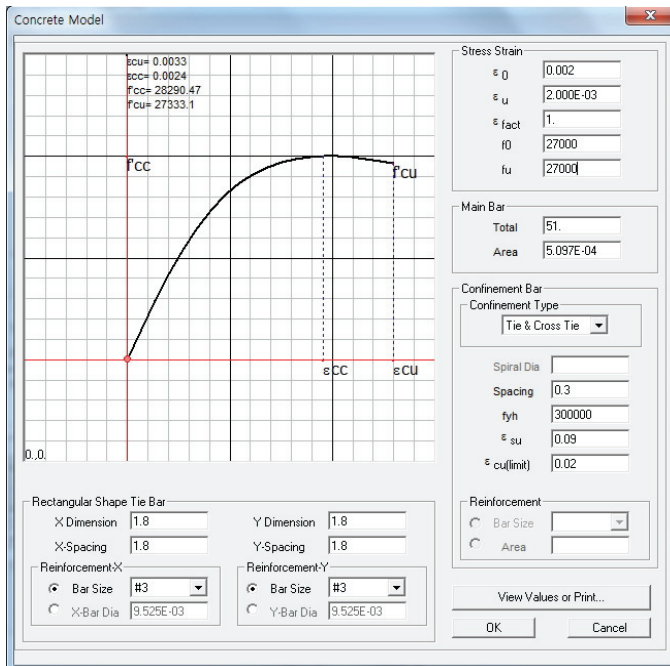 Concrete Model
x
εcu= 0.0033
εcc= 0.0024
f'cc= 28290.47
f'cu= 27333.1
f'cc
f'cu
εcc
εcu
0.,0.
Stress Strain
ε 0 0.002
ε u 2.000E-03
ε fact 1.
f0 27000
fu 27000
Main Bar
Total 51.
Area 5.097E-04
Confinement Bar
Confinement Type
Tie & Cross Tie
Spiral Dia
Spacing 0.3
fyh 300000
ε su 0.09
ε cu(limit) 0.02
Reinforcement
Bar Size
Area
Rectangular Shape Tie Bar
X Dimension 1.8 Y Dimension 1.8
X-Spacing 1.8 Y-Spacing 1.8
Reinforcement-X Reinforcement-Y
Bar Size #3 Bar Size #3
X-Bar Dia 9.525E-03 Y-Bar Dia 9.525E-03
View Values or Print...
OK Cancel